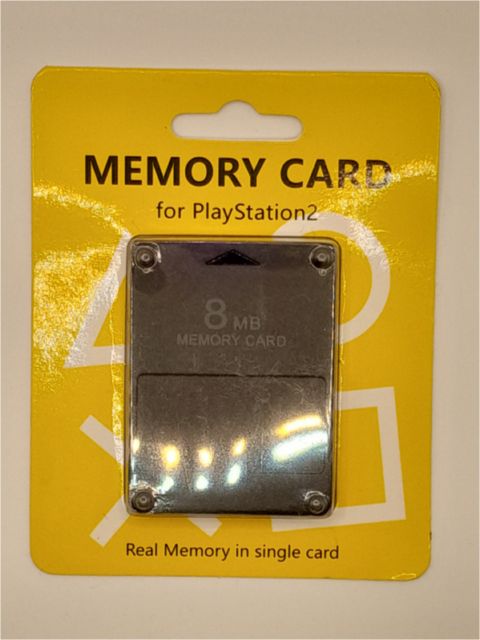 MEMORY CARD
for PlayStation2
8 MB
MEMORY CARD
Real Memory in single card